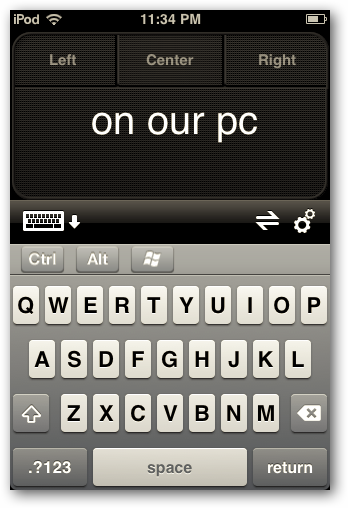 iPod 11:34 PM
Left Center Right
on our pc
Ctrl Alt
Q W E R T Y U I O P
A S D F G H J K L
Z X C V B N M
.?123 space return